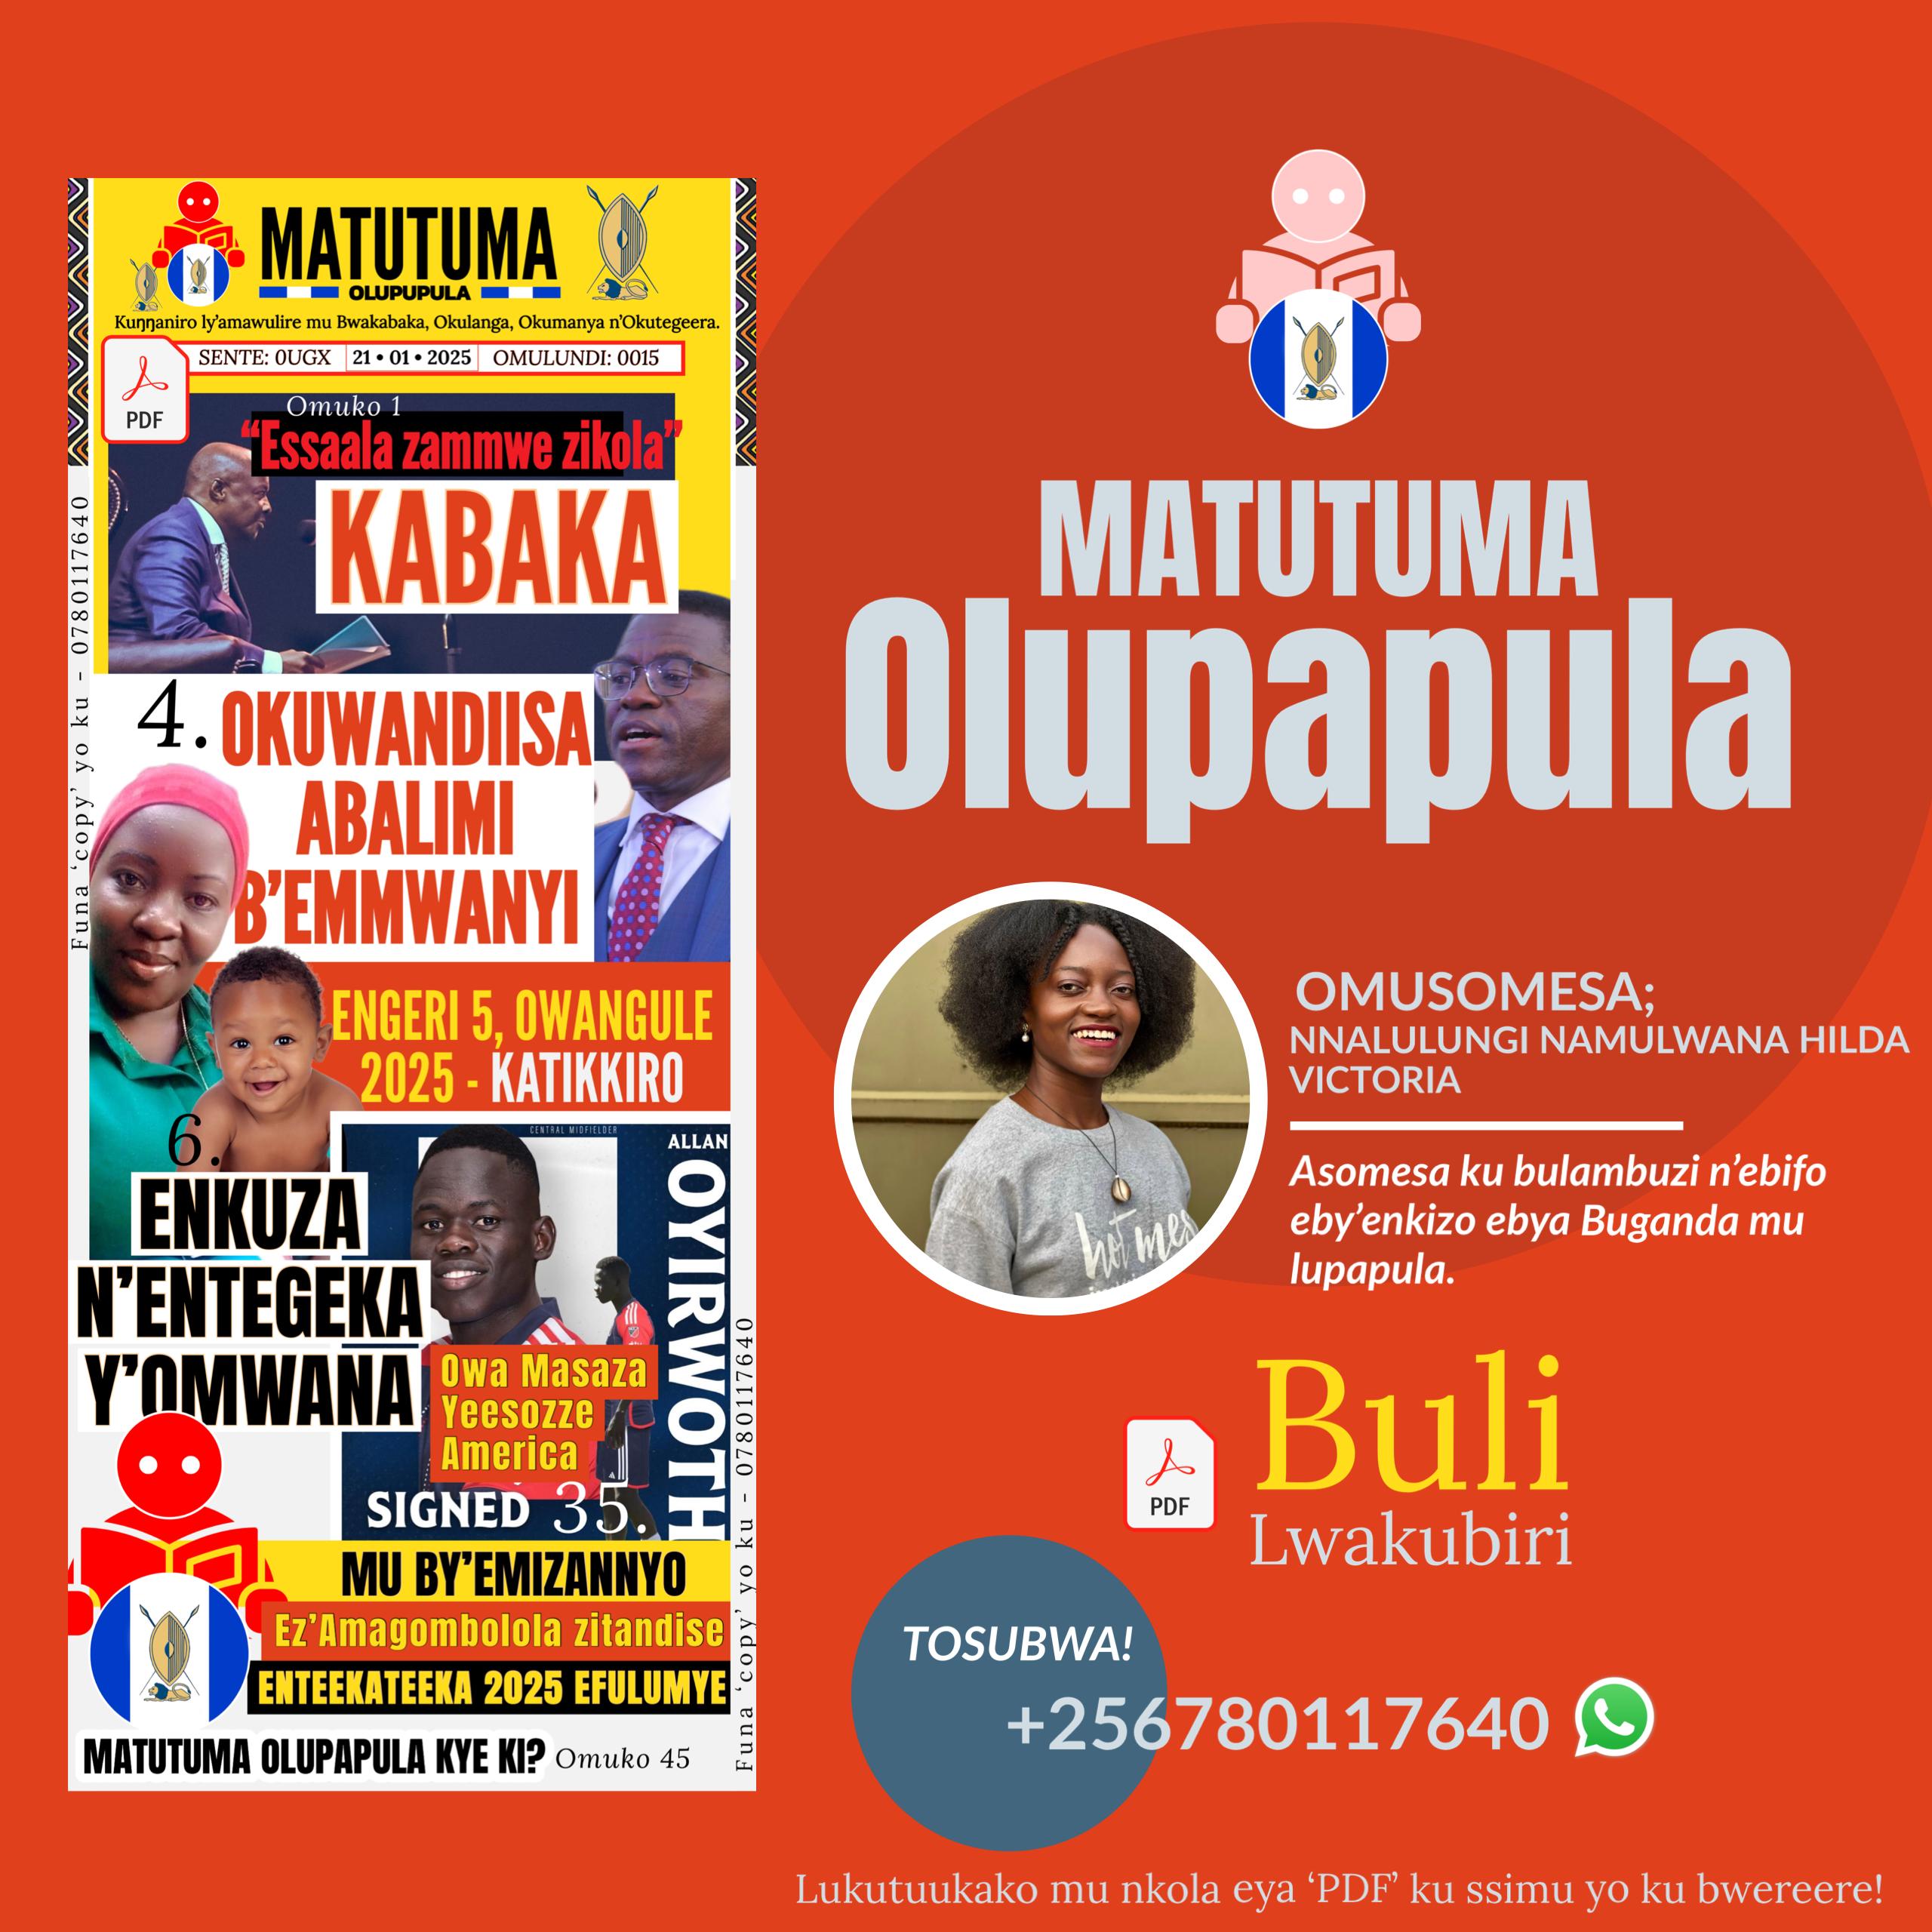 MATUTUMA
OLUPUPULA
Kuŋŋaniro ly’amawulire mu Bwakabaka, Okulanga, Okumanya n’Okutegeera.
SENTE: 0UGX 21 • 01 • 2025 OMULUNDI: 0015
PDF
Omuko 1
“Essaala zammwe zikola”
KABAKA
Funa ‘copy’ yo ku - 0780117640
4. OKUWANDIISA
ABALIMI
B’EMMWANYI
ENGERI 5, OWANGULE
2025 - KATIKKIRO
6.
ENKUZA
N’ENTEGEKA
Y’OMWANA
CENTRAL MIDFIELDER
ALLAN
OYIRWOTH
Owa Masaza
Yeesozze
America
SIGNED 35.
MU BY’EMIZANNYO
Ez’Amagombolola zitandise
ENTEEKATEEKA 2025 EFULUMYE
MATUTUMA OLUPAPULA KYE KI? Omuko 45
Funa ‘copy’ yo ku - 0780117640
MATUTUMA
Olupapula
hot mes
OMUSOMESA;
NNALULUNGI NAMULWANA HILDA
VICTORIA
Asomesa ku bulambuzi n’ebifo
eby’enkizo ebya Buganda mu
lupapula.
PDF
Buli
Lwakubiri
TOSUBWA!
+256780117640
Lukutuukako mu nkola eya ‘PDF’ ku ssimu yo ku bwereere!